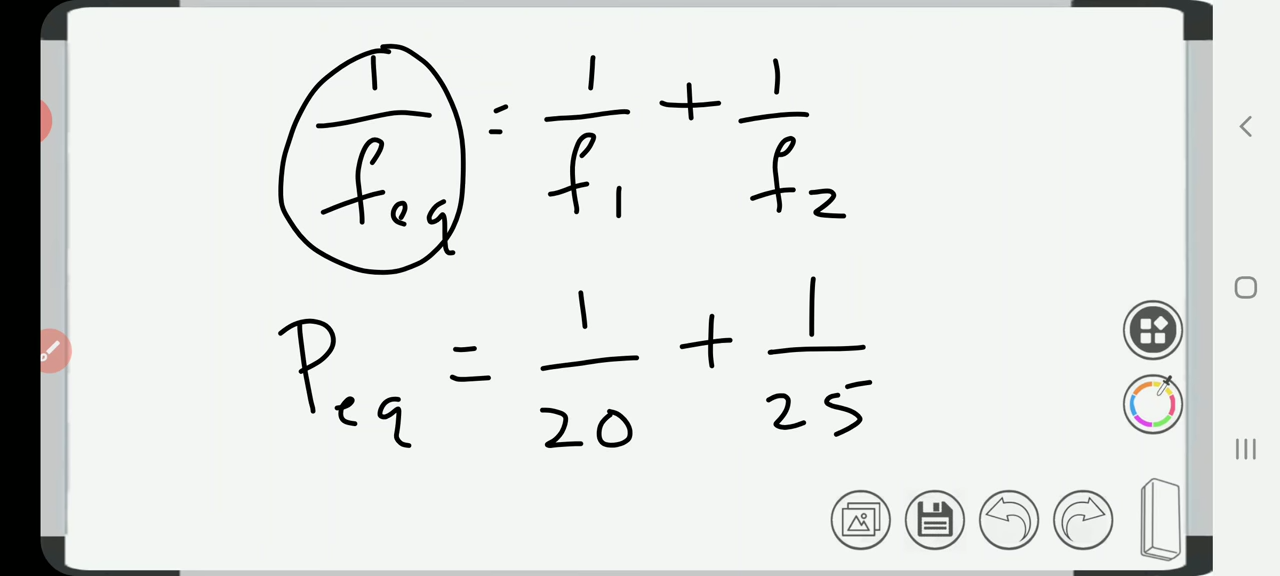 1/f_eq = 1/f_1 + 1/f_2
P_eq = 1/20 + 1/25